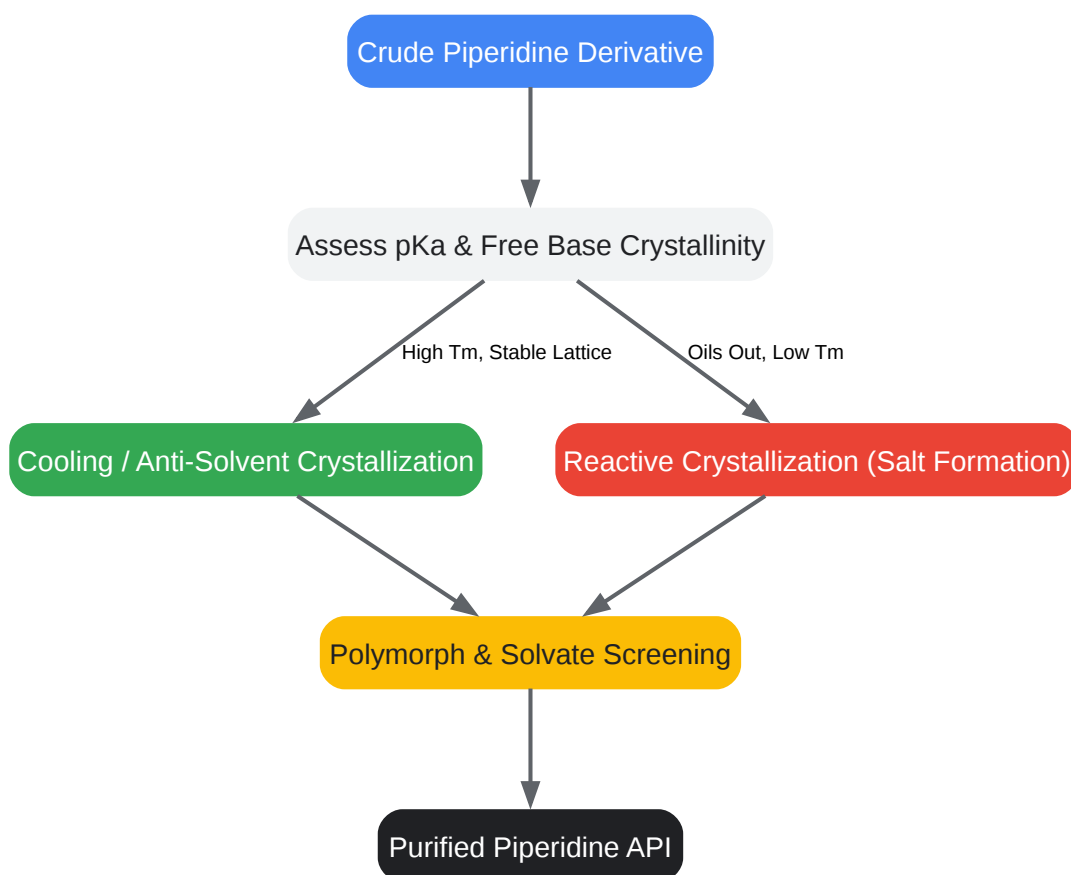 Crude Piperidine Derivative
Assess pKa & Free Base Crystallinity
High Tm, Stable Lattice
Oils Out, Low Tm
Cooling / Anti-Solvent Crystallization
Reactive Crystallization (Salt Formation)
Polymorph & Solvate Screening
Purified Piperidine API